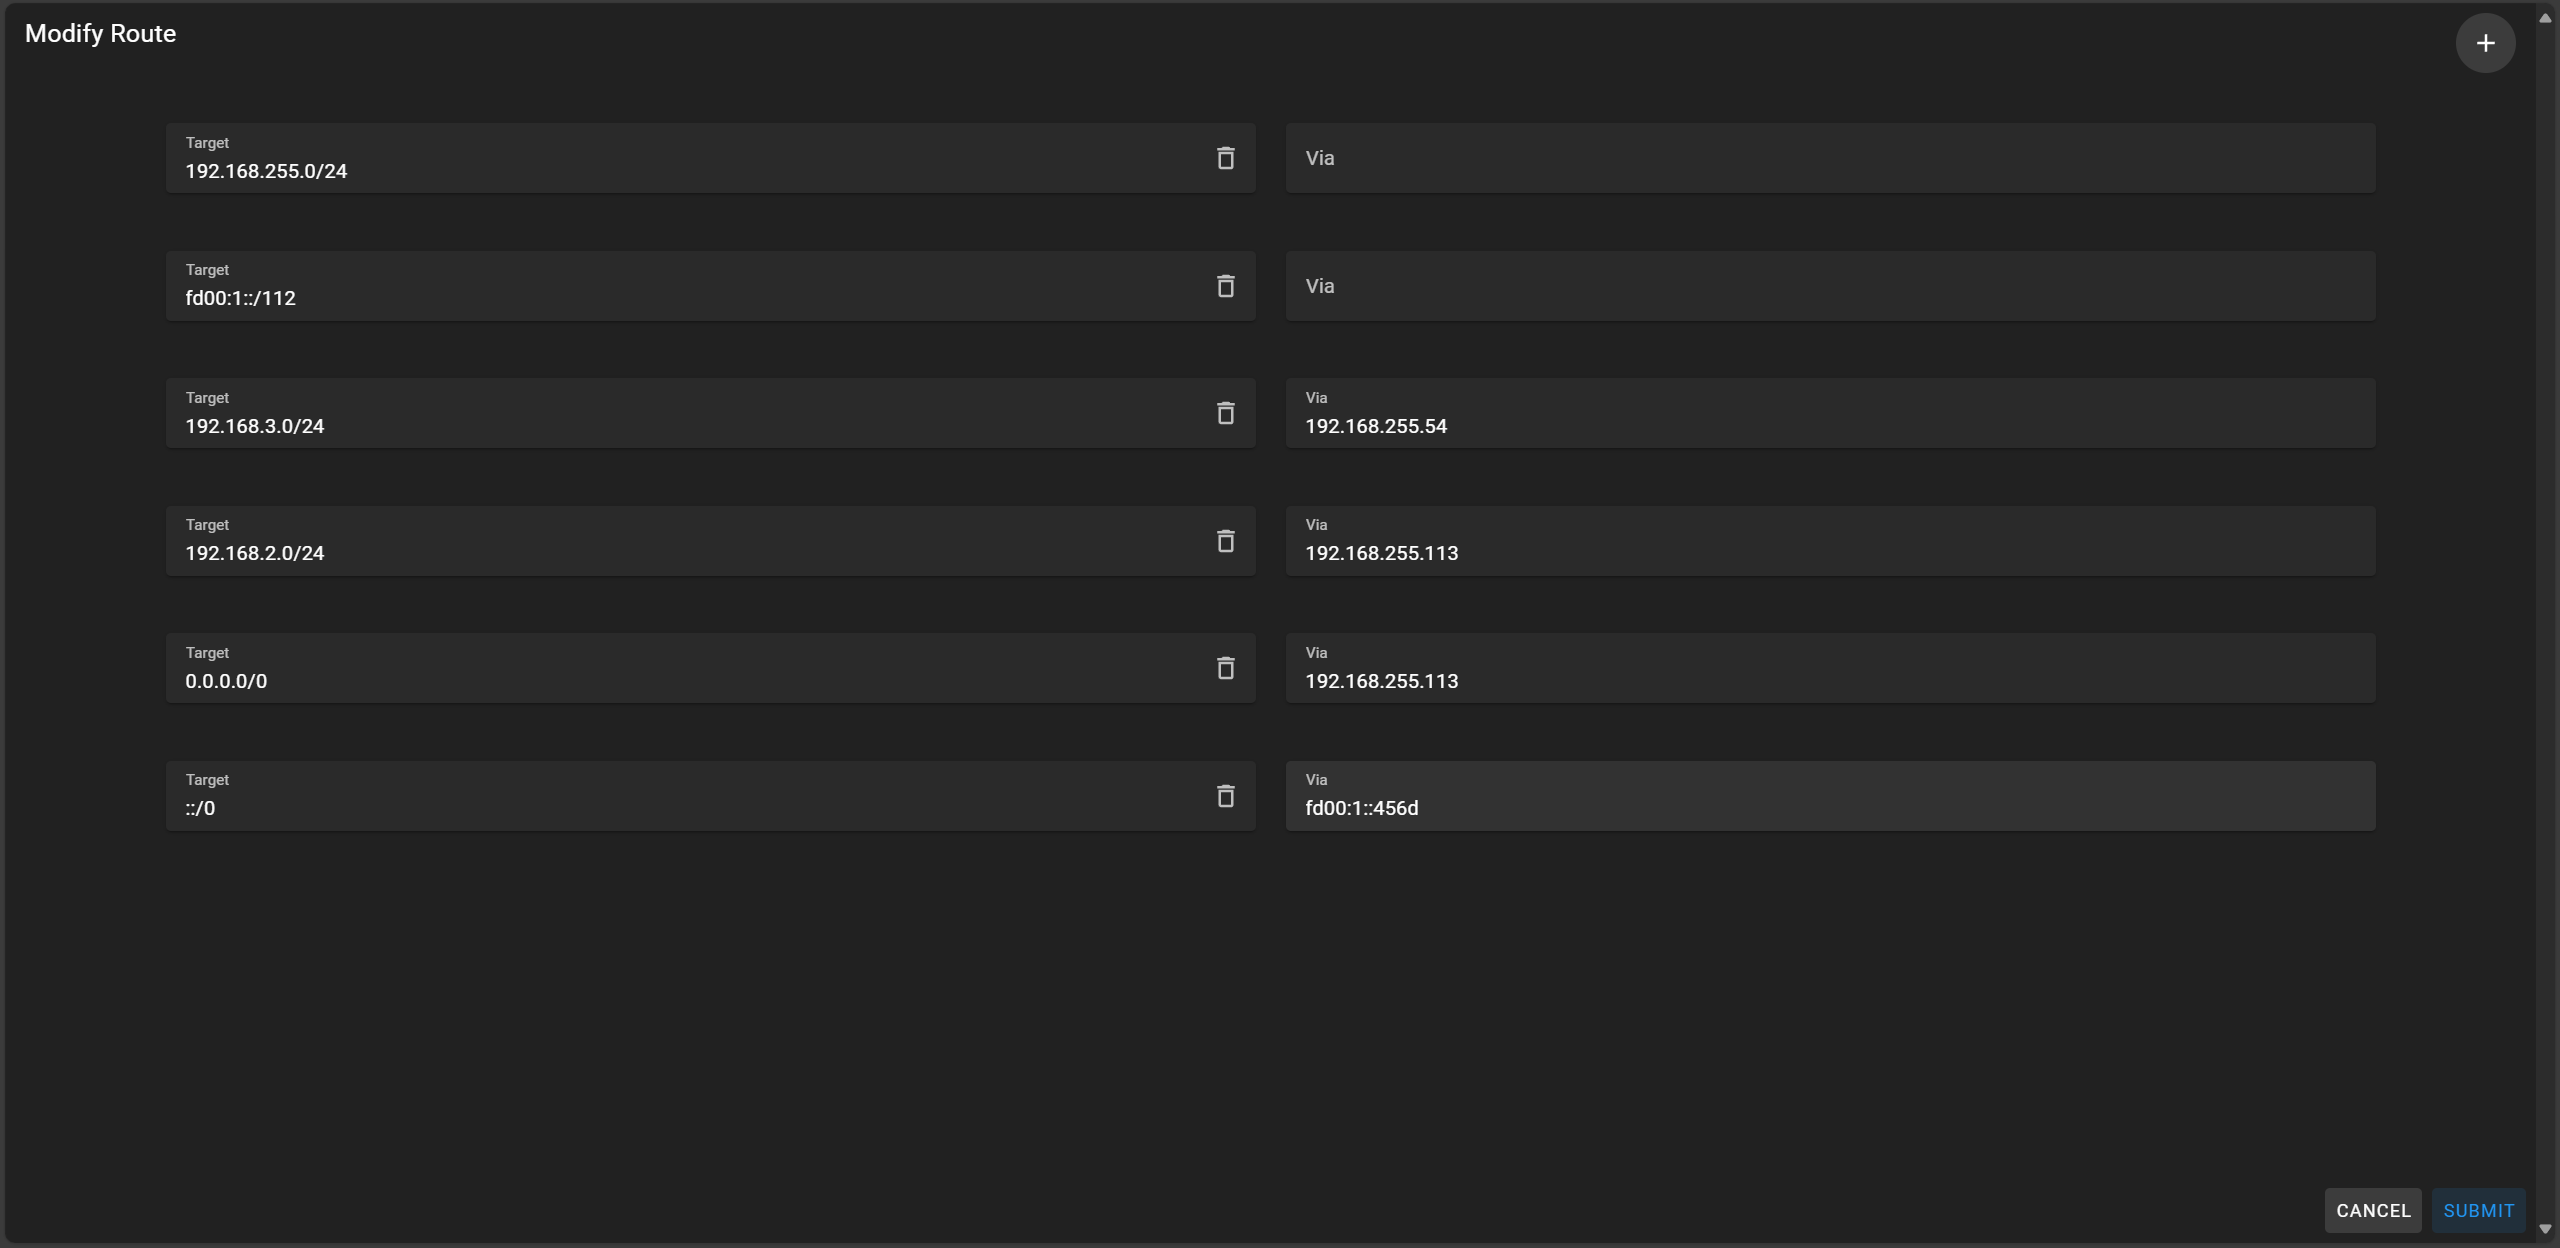 Modify Route
Target
192.168.255.0/24
Via
Target
fd00:1::/112
Via
Target
192.168.3.0/24
Via
192.168.255.54
Target
192.168.2.0/24
Via
192.168.255.113
Target
0.0.0.0/0
Via
192.168.255.113
Target
::/0
Via
fd00:1::456d
CANCEL
SUBMIT